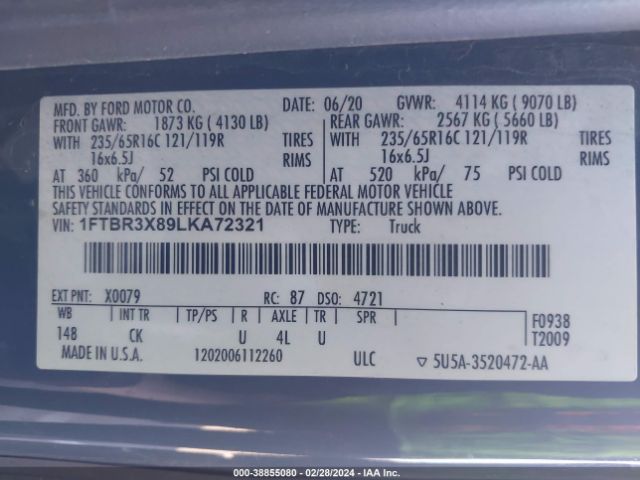 MFD. BY FORD MOTOR CO. DATE: 06/20 GVWR: 4114 KG ( 9070 LB)
FRONT GAWR: 1873 KG ( 4130 LB) REAR GAWR: 2567 KG ( 5660 LB)
WITH 235/65R16C 121/119R TIRES WITH 235/65R16C 121/119R TIRES
16x6.5J RIMS 16x6.5J RIMS
AT 360 kPa/ 52 PSI COLD AT 520 kPa/ 75 PSI COLD
THIS VEHICLE CONFORMS TO ALL APPLICABLE FEDERAL MOTOR VEHICLE
SAFETY STANDARDS IN EFFECT ON THE DATE OF MANUFACTURE SHOWN ABOVE.
VIN: 1FTBR3X89LKA72321 TYPE: Truck
EXT PNT: X0079 RC: 87 DSO: 4721
WB INT TR TP/PS R AXLE TR SPR F0938
148 CK U 4L U T2009
MADE IN U.S.A. 1202006112260 ULC ▽ 5U5A-3520472-AA
000-38855080 - 02/28/2024 - IAA Inc.